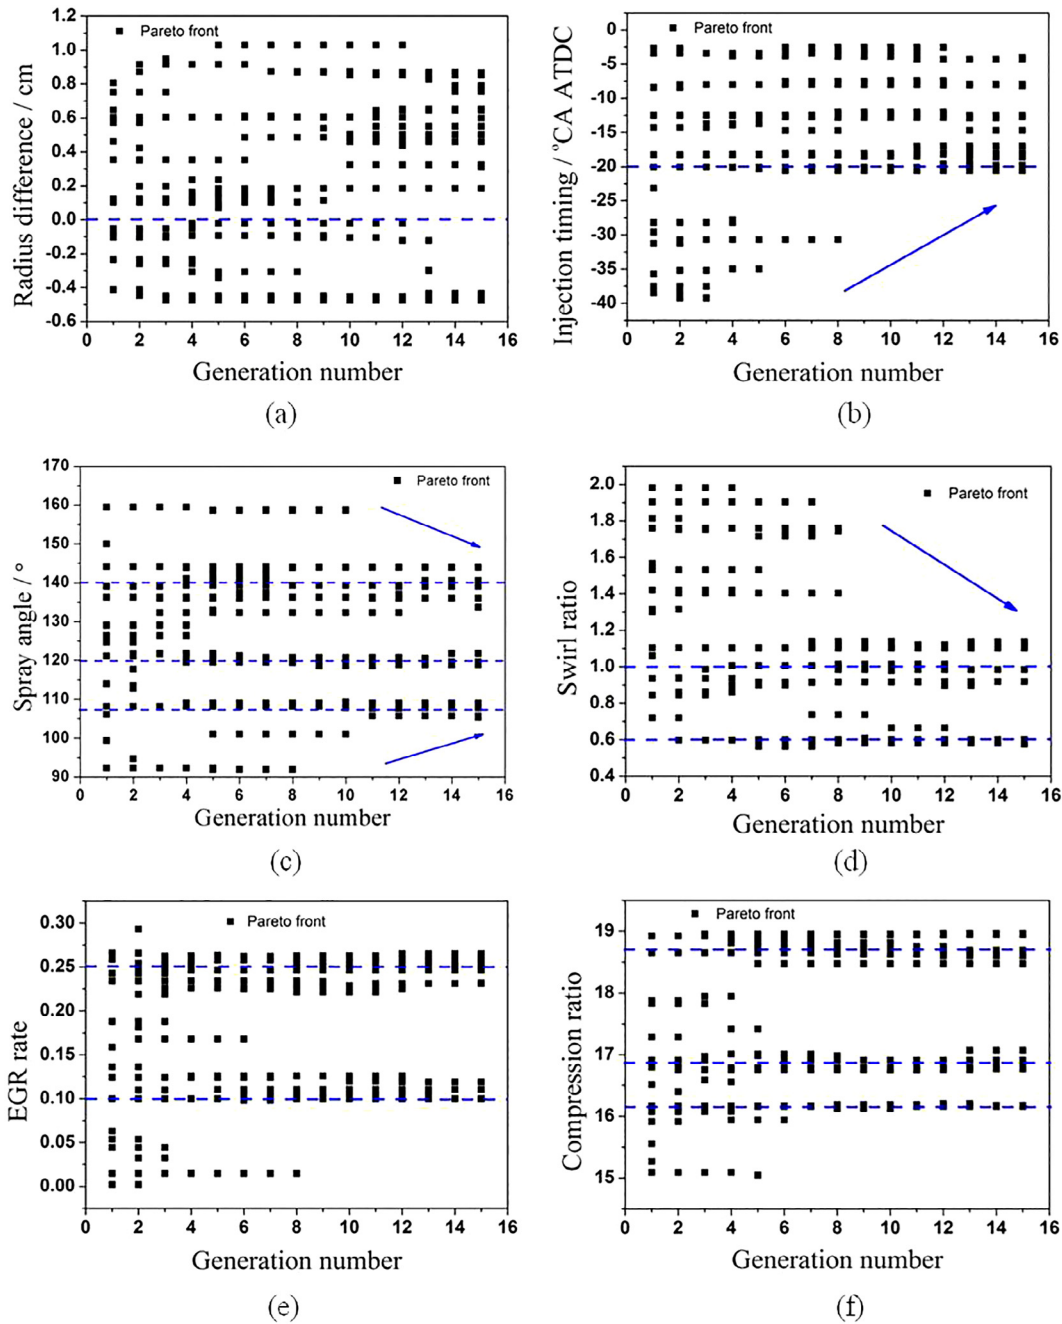 Pareto front
Radius difference / cm
1.2
1.0
0.8
0.6
0.4
0.2
0.0
-0.2
-0.4
-0.6
0 2 4 6 8 10 12 14 16
Generation number
(a)
Pareto front
Injection timing / °CA ATDC
0
-5
-10
-15
-20
-25
-30
-35
-40
0 2 4 6 8 10 12 14 16
Generation number
(b)
Pareto front
Spray angle / °
170
160
150
140
130
120
110
100
90
0 2 4 6 8 10 12 14 16
Generation number
(c)
Pareto front
Swirl ratio
2.0
1.8
1.6
1.4
1.2
1.0
0.8
0.6
0.4
0 2 4 6 8 10 12 14 16
Generation number
(d)
Pareto front
EGR rate
0.30
0.25
0.20
0.15
0.10
0.05
0.00
0 2 4 6 8 10 12 14 16
Generation number
(e)
Pareto front
Compression ratio
19
18
17
16
15
0 2 4 6 8 10 12 14 16
Generation number
(f)